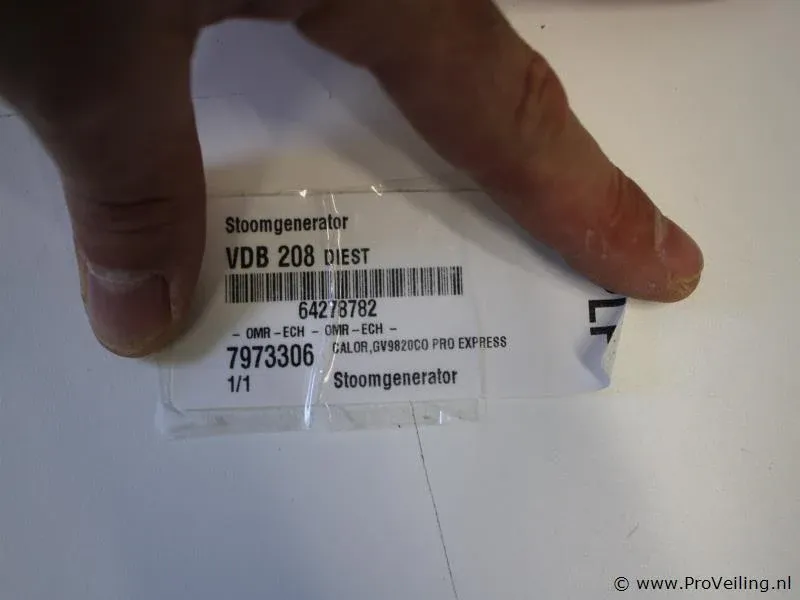 Stoomgenerator
VDB 208 DIEST
64278782
- OMR-ECH - OMR-ECH -
7973306 CALOR,GV9820C0 PRO EXPRESS
1/1 Stoomgenerator
© www.ProVeiling.nl